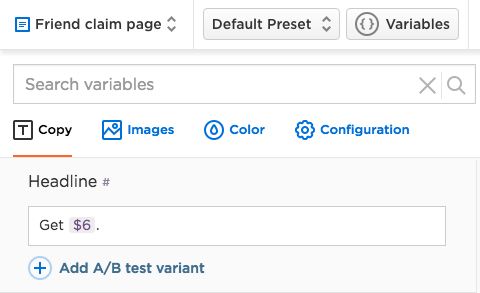 Friend claim page Default Preset {} Variables
Search variables
T Copy Images Color Configuration
Headline #
Get $6.
+ Add A/B test variant